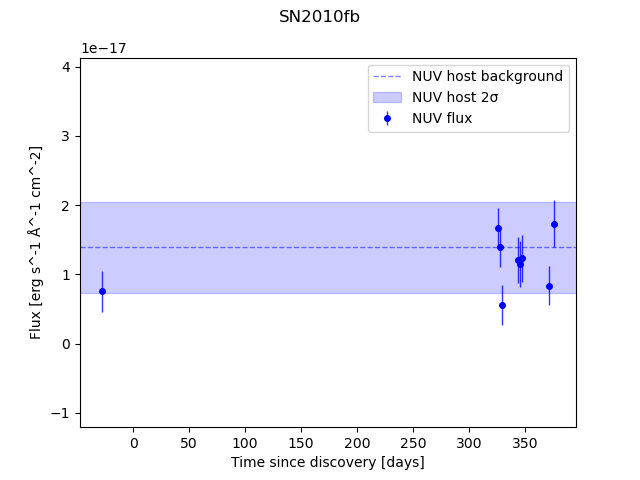 SN2010fb
1e−17
NUV host background
NUV host 2σ
NUV flux
4
3
2
1
0
−1
Flux [erg s^-1 Å^-1 cm^-2]
0 50 100 150 200 250 300 350
Time since discovery [days]